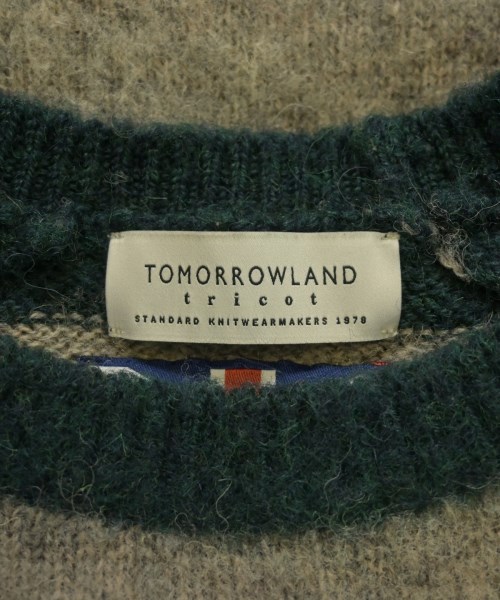 TOMORROWLAND
tricot
STANDARD KNITWEARMAKERS 1978